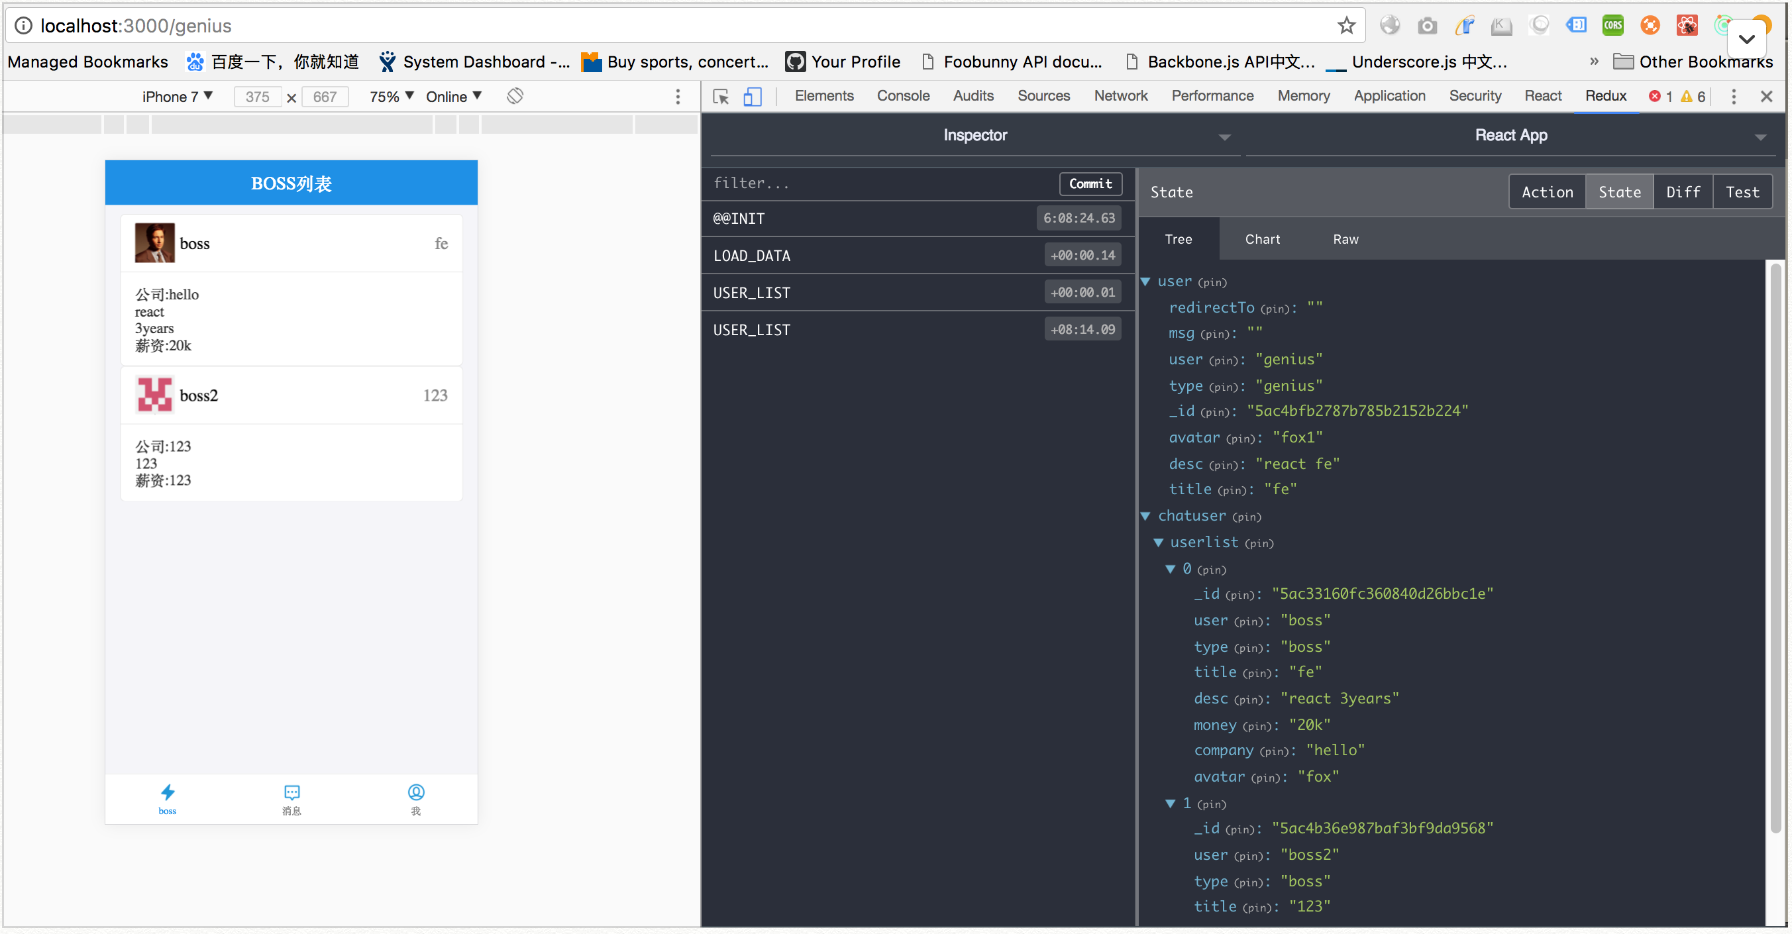 localhost:3000/genius
Managed Bookmarks 百度一下，你就知道 System Dashboard -... Buy sports, concert... Your Profile Foobunny API docu... Backbone.js API中文... Underscore.js 中文... » Other Bookmarks
iPhone 7 ▼ 375 × 667 75% ▼ Online ▼
Elements Console Audits Sources Network Performance Memory Application Security React Redux 1 6
Inspector React App
BOSS列表
boss fe
公司:hello
react
3years
薪资:20k
boss2 123
公司:123
123
薪资:123
boss 消息 我
filter... Commit
@@INIT 6:08:24.63
LOAD_DATA +00:00.14
USER_LIST +00:00.01
USER_LIST +08:14.09
State Action State Diff Test
Tree Chart Raw
user (pin)
redirectTo (pin): ""
msg (pin): ""
user (pin): "genius"
type (pin): "genius"
_id (pin): "5ac4bfb2787b785b2152b224"
avatar (pin): "fox1"
desc (pin): "react fe"
title (pin): "fe"
chatuser (pin)
userlist (pin)
0 (pin)
_id (pin): "5ac33160fc360840d26bbc1e"
user (pin): "boss"
type (pin): "boss"
title (pin): "fe"
desc (pin): "react 3years"
money (pin): "20k"
company (pin): "hello"
avatar (pin): "fox"
1 (pin)
_id (pin): "5ac4b36e987baf3bf9da9568"
user (pin): "boss2"
type (pin): "boss"
title (pin): "123"